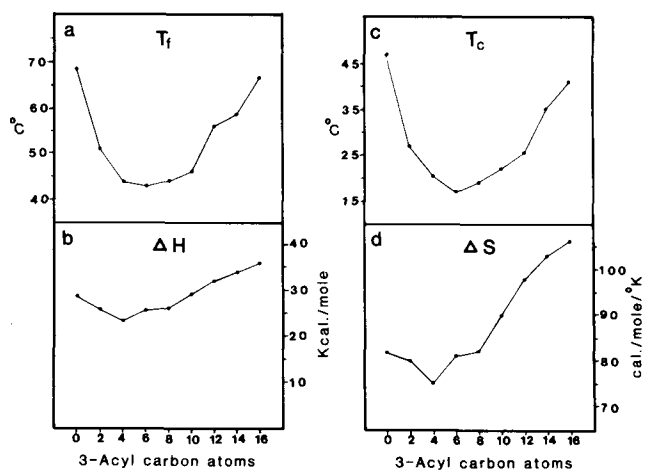 a
T_f
70
60
50
40
°C
b
ΔH
40
30
20
10
Kcal./mole
0 2 4 6 8 10 12 14 16
3-Acyl carbon atoms
c
T_c
45
35
25
15
°C
d
ΔS
100
90
80
70
cal./mole/°K
0 2 4 6 8 10 12 14 16
3-Acyl carbon atoms